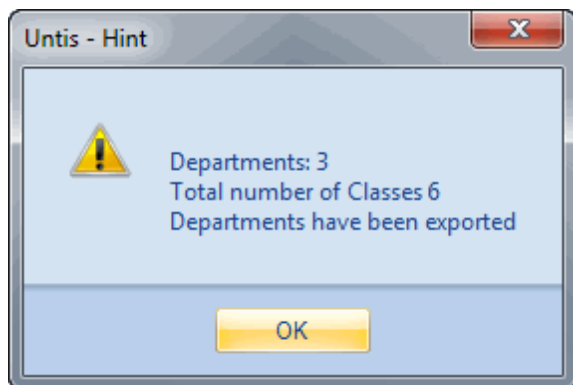 Untis - Hint
Departments: 3
Total number of Classes 6
Departments have been exported
OK